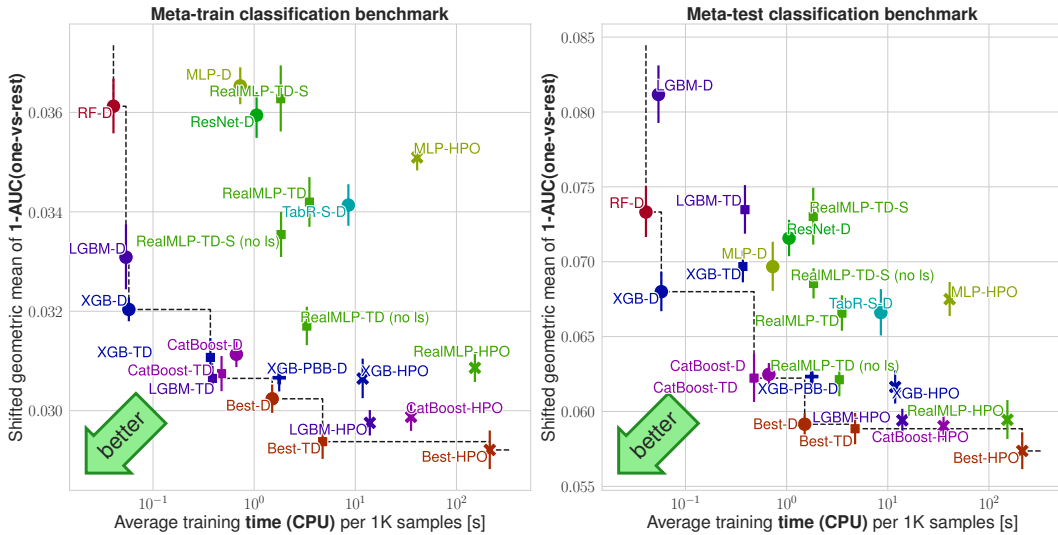 Meta-train classification benchmark
Shifted geometric mean of 1-AUC(one-vs-rest)
0.036
0.034
0.032
0.030
MLP-D
RealMLP-TD-S
RF-D
ResNet-D
MLP-HPO
RealMLP-TD
TabR-S-D
RealMLP-TD-S (no ls)
LGBM-D
XGB-D
RealMLP-TD (no ls)
XGB-TD
CatBoost-D
RealMLP-HPO
CatBoost-TD
XGB-PBB-D
XGB-HPO
LGBM-TD
Best-D
CatBoost-HPO
LGBM-HPO
Best-TD
Best-HPO
better
10⁻¹ 10⁰ 10¹ 10²
Average training time (CPU) per 1K samples [s]
Meta-test classification benchmark
Shifted geometric mean of 1-AUC(one-vs-rest)
0.085
0.080
0.075
0.070
0.065
0.060
0.055
LGBM-D
RF-D
LGBM-TD
RealMLP-TD-S
ResNet-D
MLP-D
XGB-TD
RealMLP-TD-S (no ls)
XGB-D
MLP-HPO
TabR-S-D
RealMLP-TD
CatBoost-D
RealMLP-TD (no ls)
CatBoost-TD
XGB-PBB-D
XGB-HPO
Best-D
LGBM-HPO
RealMLP-HPO
Best-TD
CatBoost-HPO
Best-HPO
better
10⁻¹ 10⁰ 10¹ 10²
Average training time (CPU) per 1K samples [s]